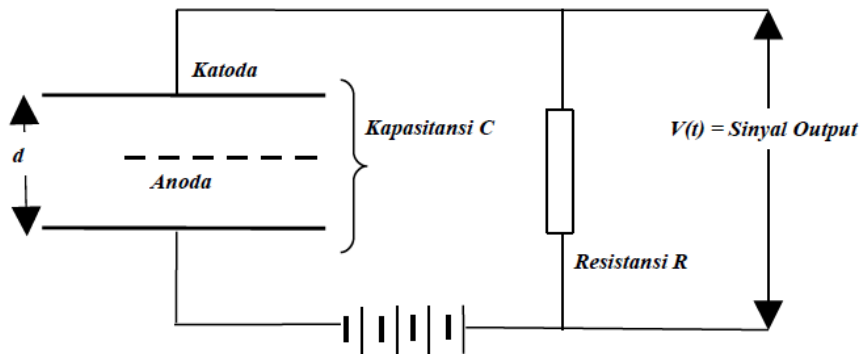 Katoda
Kapasitansi C
V(t) = Sinyal Output
d
Anoda
Resistansi R